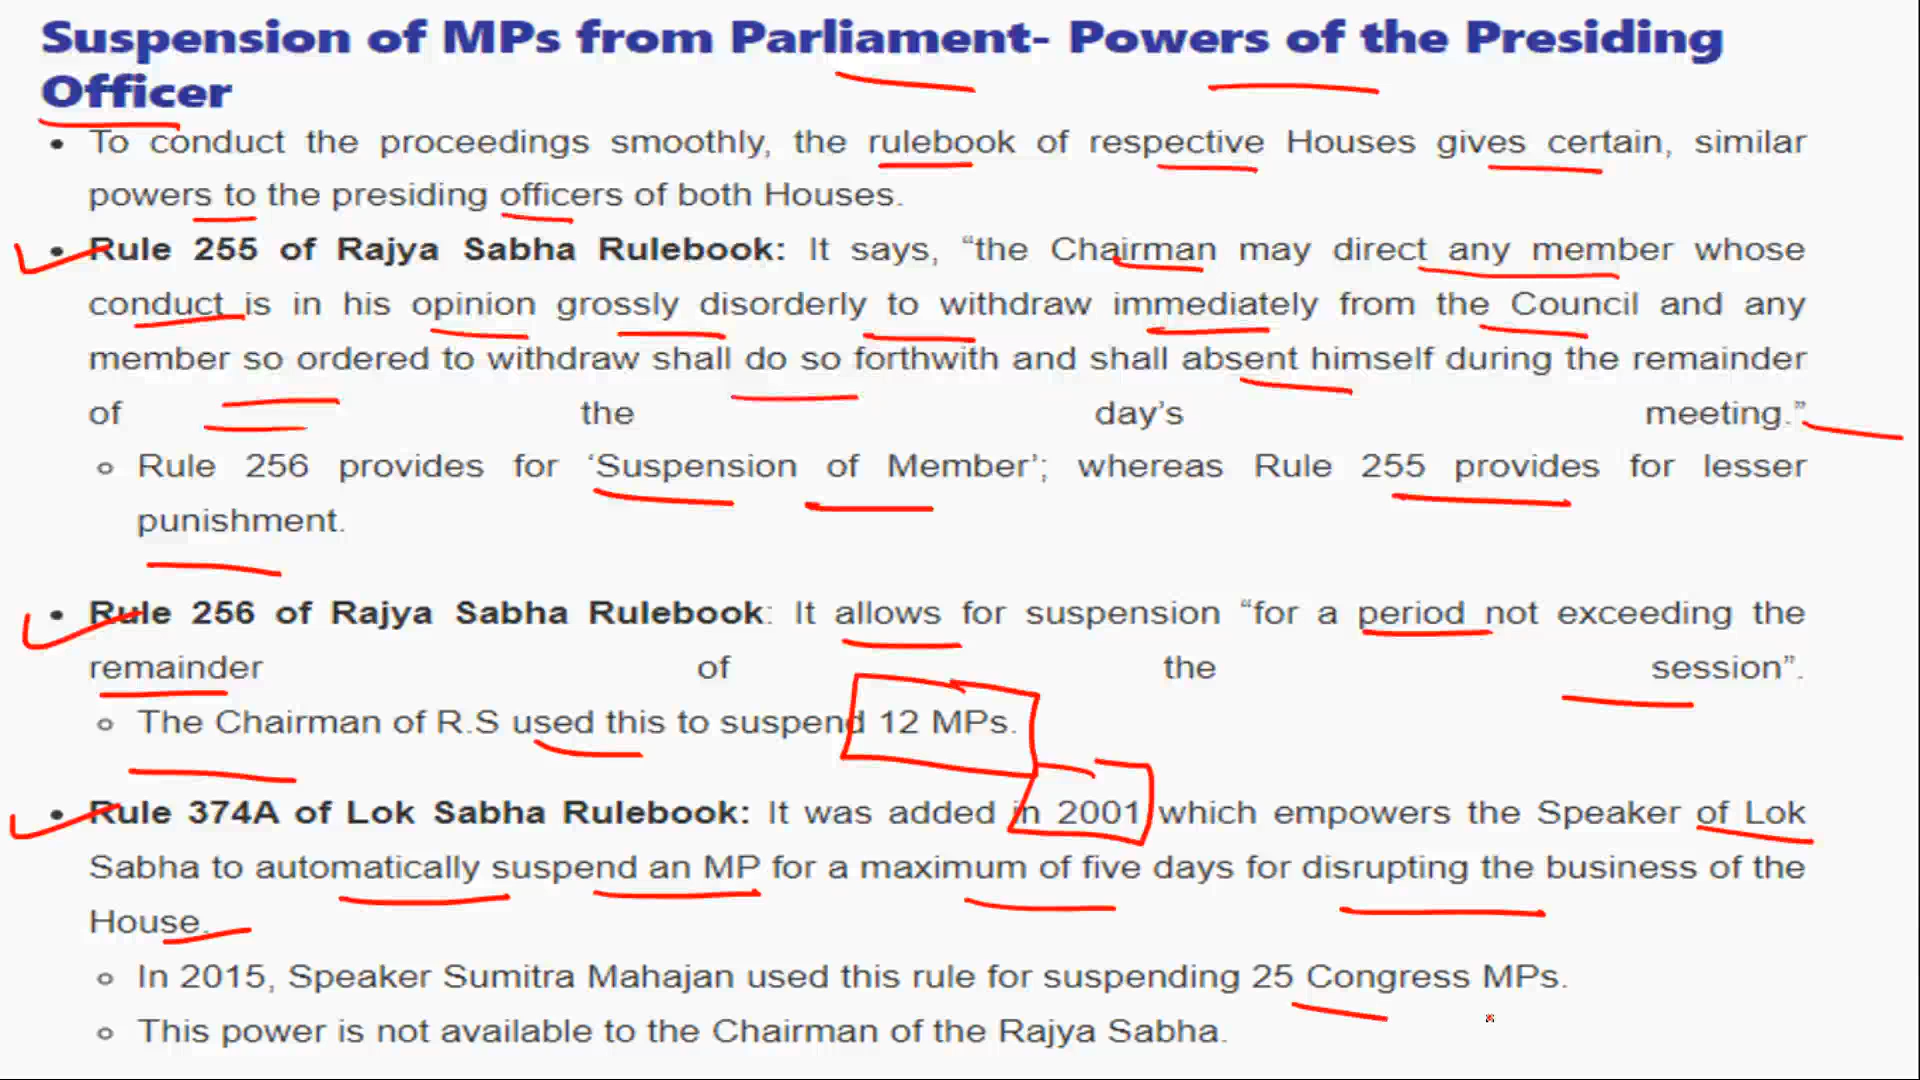 Suspension of MPs from Parliament- Powers of the Presiding
Officer
• To conduct the proceedings smoothly, the rulebook of respective Houses gives certain, similar
powers to the presiding officers of both Houses.
• Rule 255 of Rajya Sabha Rulebook: It says, “the Chairman may direct any member whose
conduct is in his opinion grossly disorderly to withdraw immediately from the Council and any
member so ordered to withdraw shall do so forthwith and shall absent himself during the remainder
of the day’s meeting.”
○ Rule 256 provides for ‘Suspension of Member’; whereas Rule 255 provides for lesser
punishment.
• Rule 256 of Rajya Sabha Rulebook: It allows for suspension “for a period not exceeding the
remainder of the session”.
○ The Chairman of R.S used this to suspend 12 MPs.
• Rule 374A of Lok Sabha Rulebook: It was added in 2001 which empowers the Speaker of Lok
Sabha to automatically suspend an MP for a maximum of five days for disrupting the business of the
House.
○ In 2015, Speaker Sumitra Mahajan used this rule for suspending 25 Congress MPs.
○ This power is not available to the Chairman of the Rajya Sabha.